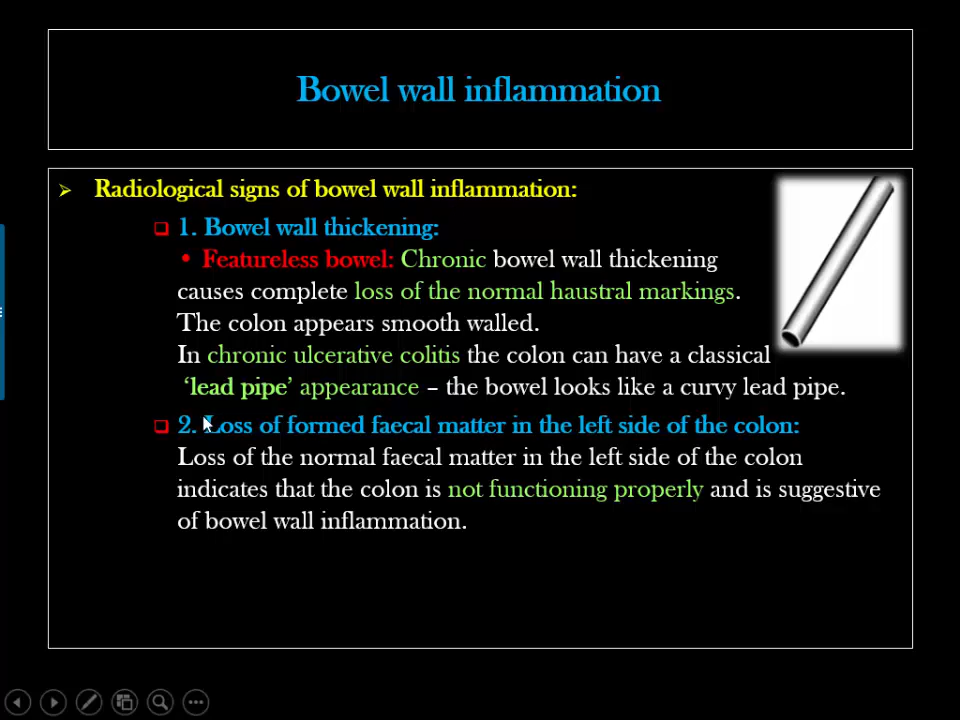 Bowel wall inflammation
Radiological signs of bowel wall inflammation:
1. Bowel wall thickening:
• Featureless bowel: Chronic bowel wall thickening
causes complete loss of the normal haustral markings.
The colon appears smooth walled.
In chronic ulcerative colitis the colon can have a classical
‘lead pipe’ appearance – the bowel looks like a curvy lead pipe.
2. Loss of formed faecal matter in the left side of the colon:
Loss of the normal faecal matter in the left side of the colon
indicates that the colon is not functioning properly and is suggestive
of bowel wall inflammation.